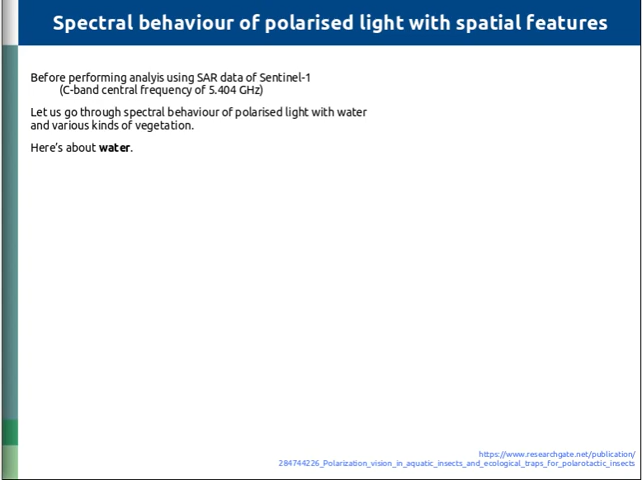 Spectral behaviour of polarised light with spatial features
Before performing analyis using SAR data of Sentinel-1
(C-band central frequency of 5.404 GHz)
Let us go through spectral behaviour of polarised light with water
and various kinds of vegetation.
Here's about water.
https://www.researchgate.net/publication/
284744226_Polarization_vision_in_aquatic_insects_and_ecological_traps_for_polarotactic_insects